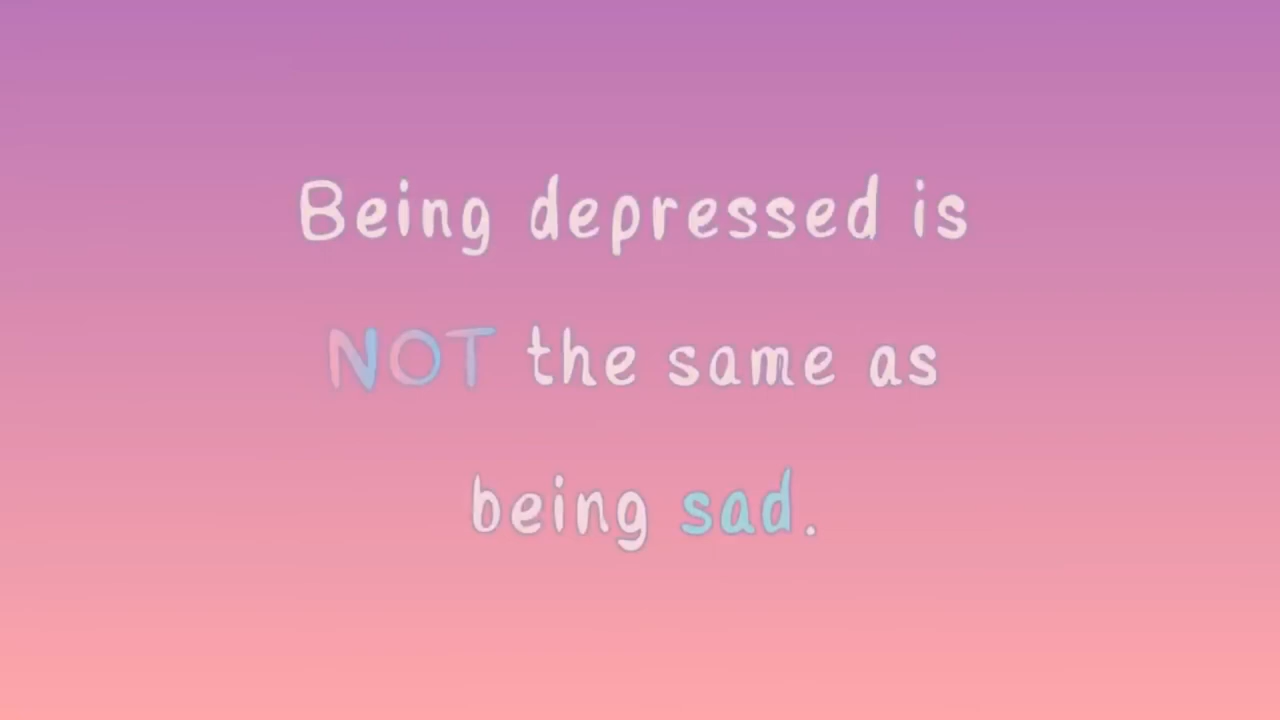 Being depressed is
NOT the same as
being sad.